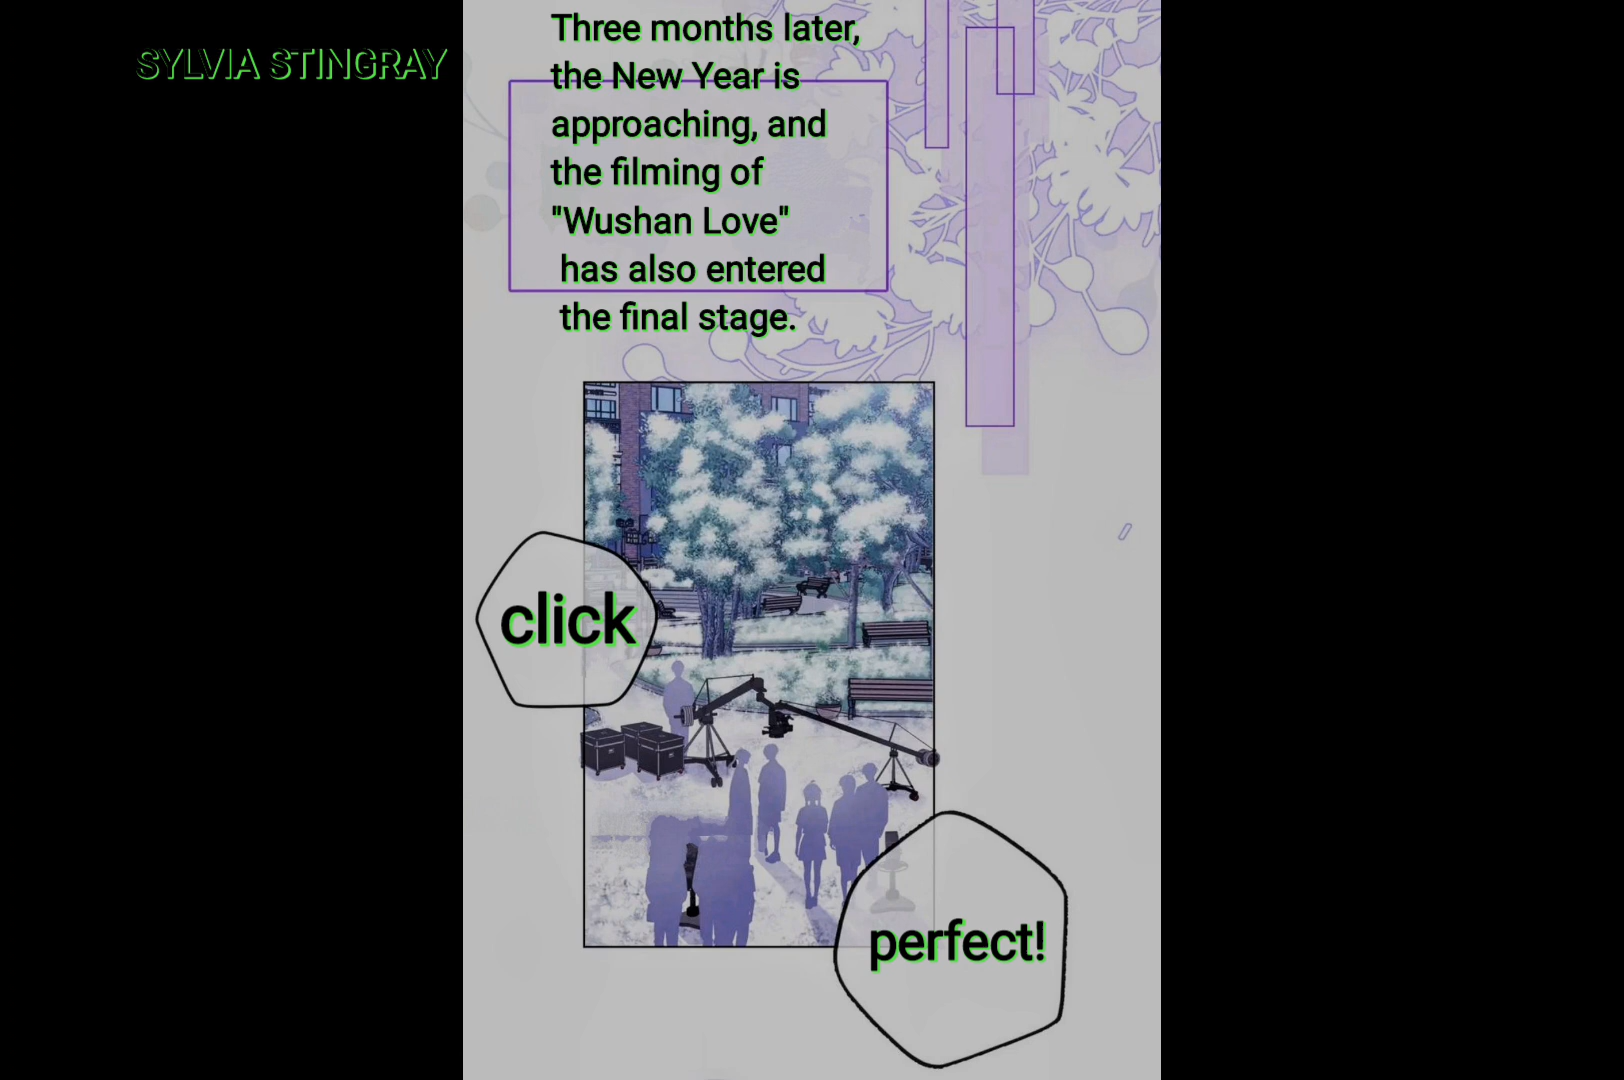 SYLVIA STINGRAY
Three months later,
the New Year is
approaching, and
the filming of
"Wushan Love"
has also entered
the final stage.
click
perfect!